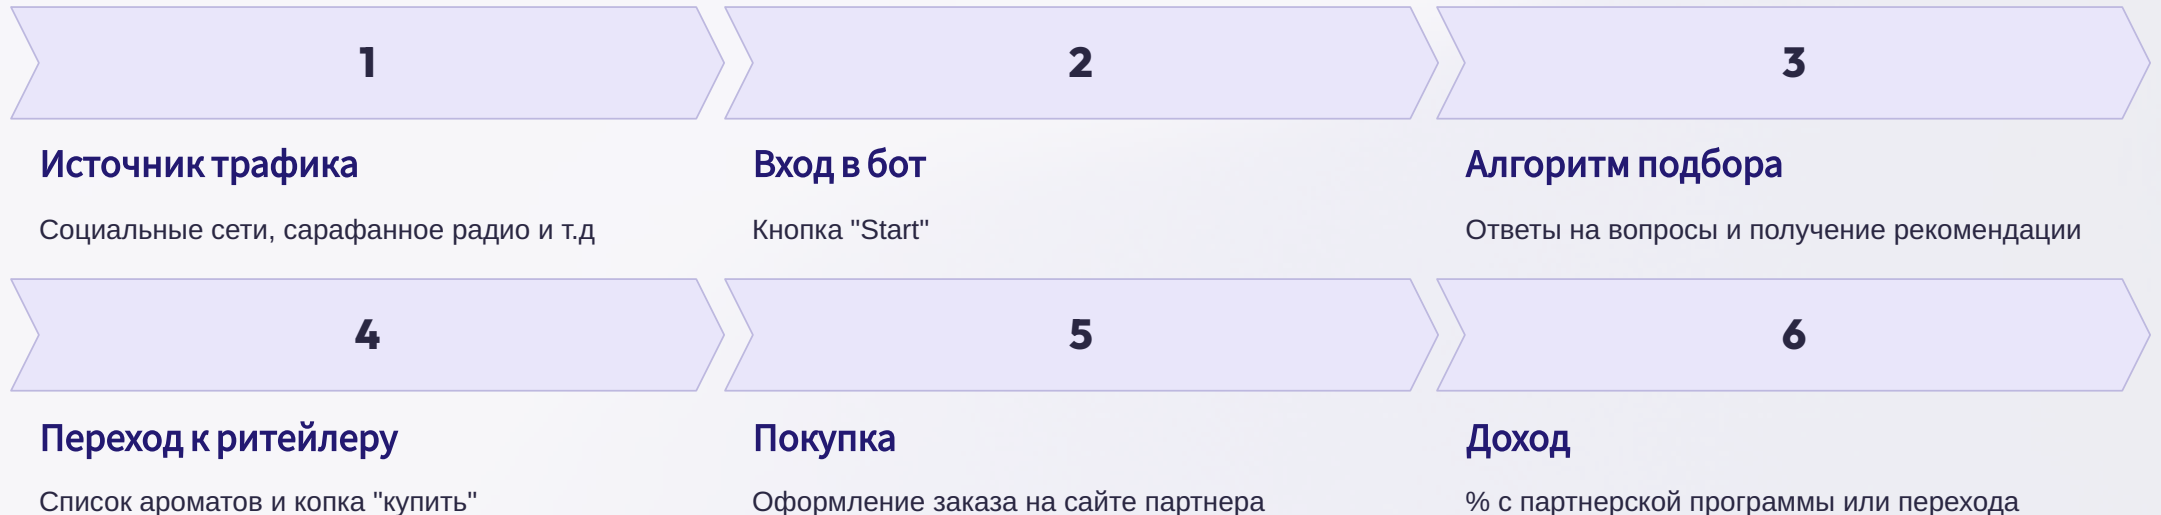 1
2
3
Источник трафика
Вход в бот
Алгоритм подбора
Социальные сети, сарафанное радио и т.д
Кнопка "Start"
Ответы на вопросы и получение рекомендации
4
5
6
Переход к ритейлеру
Покупка
Доход
Список ароматов и копка "купить"
Оформление заказа на сайте партнера
% с партнерской программы или перехода